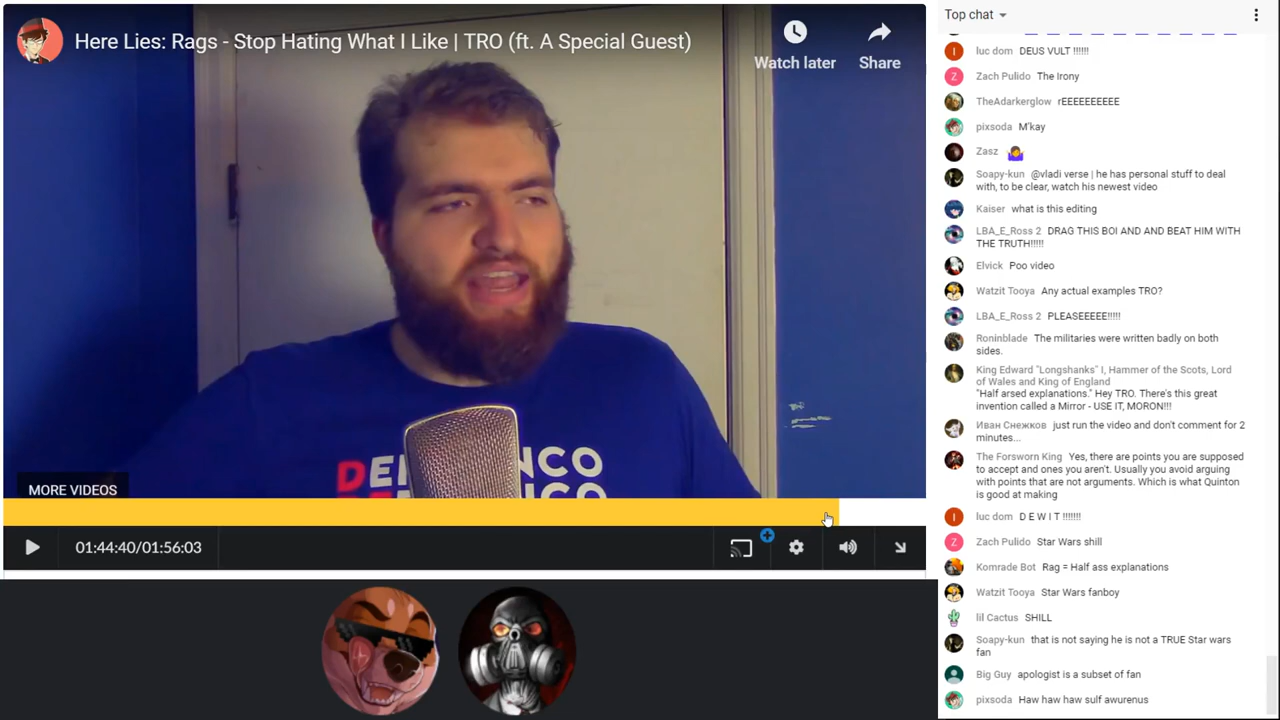 Here Lies: Rags - Stop Hating What I Like | TRO (ft. A Special Guest)
Watch later
Share
MORE VIDEOS
01:44:40/01:56:03
Top chat
luc dom DEUS VULT !!!!!!
Zach Pulido The Irony
TheAdarkerglow rEEEEEEEEEE
pixsoda M'kay
Zasz 🤷
Soapy-kun @vladi verse | he has personal stuff to deal
with, to be clear, watch his newest video
Kaiser what is this editing
LBA_E_Ross 2 DRAG THIS BOI AND AND BEAT HIM WITH
THE TRUTH!!!!!
Elvick Poo video
Watzit Tooya Any actual examples TRO?
LBA_E_Ross 2 PLEASEEEEE!!!!!
Roninblade The militaries were written badly on both
sides.
King Edward "Longshanks" I, Hammer of the Scots, Lord
of Wales and King of England
"Half arsed explanations." Hey TRO. There's this great
invention called a Mirror - USE IT, MORON!!!
Иван Снежков just run the video and don't comment for 2
minutes...
The Forsworn King Yes, there are points you are supposed
to accept and ones you aren't. Usually you avoid arguing
with points that are not arguments. Which is what Quinton
is good at making
luc dom D E W I T !!!!!!!
Zach Pulido Star Wars shill
Komrade Bot Rag = Half ass explanations
Watzit Tooya Star Wars fanboy
lil Cactus SHILL
Soapy-kun that is not saying he is not a TRUE Star wars
fan
Big Guy apologist is a subset of fan
pixsoda Haw haw haw sulf awurenus